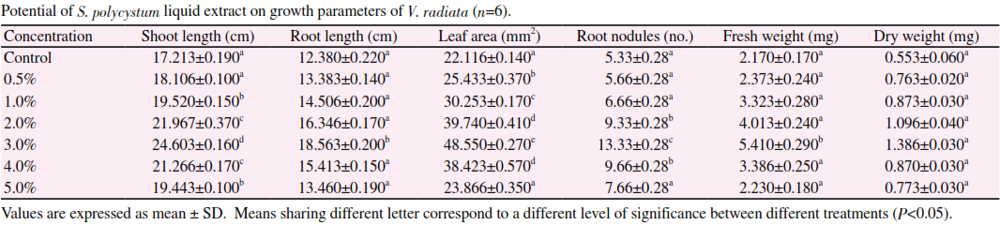 Potential of S. polycystum liquid extract on growth parameters of V. radiata (n=6).
Concentration Shoot length (cm) Root length (cm) Leaf area (mm²) Root nodules (no.) Fresh weight (mg) Dry weight (mg)
Control 17.213±0.190ᵃ 12.380±0.220ᵃ 22.116±0.140ᵃ 5.33±0.28ᵃ 2.170±0.170ᵃ 0.553±0.060ᵃ
0.5% 18.106±0.100ᵃ 13.383±0.140ᵃ 25.433±0.370ᵇ 5.66±0.28ᵃ 2.373±0.240ᵃ 0.763±0.020ᵃ
1.0% 19.520±0.150ᵇ 14.506±0.200ᵃ 30.253±0.170ᶜ 6.66±0.28ᵃ 3.323±0.280ᵃ 0.873±0.030ᵃ
2.0% 21.967±0.370ᶜ 16.346±0.170ᵃ 39.740±0.410ᵈ 9.33±0.28ᵇ 4.013±0.240ᵃ 1.096±0.040ᵃ
3.0% 24.603±0.160ᵈ 18.563±0.200ᵇ 48.550±0.270ᵉ 13.33±0.28ᶜ 5.410±0.290ᵇ 1.386±0.030ᵃ
4.0% 21.266±0.170ᶜ 15.413±0.150ᵃ 38.423±0.570ᵈ 9.66±0.28ᵇ 3.386±0.250ᵃ 0.870±0.030ᵃ
5.0% 19.443±0.100ᵇ 13.460±0.190ᵃ 23.866±0.350ᵃ 7.66±0.28ᵃ 2.230±0.180ᵃ 0.773±0.030ᵃ
Values are expressed as mean ± SD. Means sharing different letter correspond to a different level of significance between different treatments (P<0.05).